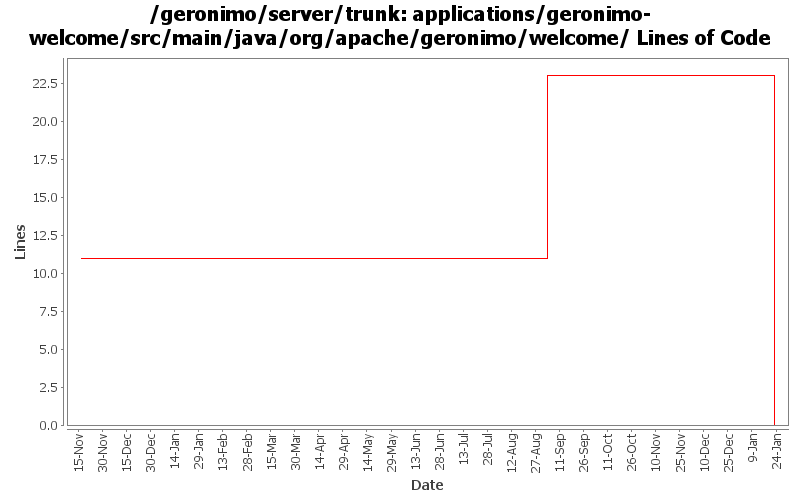 /geronimo/server/trunk: applications/geronimo-
welcome/src/main/java/org/apache/geronimo/welcome/ Lines of Code
22.5
20.0
17.5
15.0
12.5
10.0
7.5
5.0
2.5
0.0
Lines
15-Nov
30-Nov
15-Dec
30-Dec
14-Jan
29-Jan
13-Feb
28-Feb
15-Mar
30-Mar
14-Apr
29-Apr
14-May
29-May
13-Jun
28-Jun
13-Jul
28-Jul
12-Aug
27-Aug
11-Sep
26-Sep
11-Oct
26-Oct
10-Nov
25-Nov
10-Dec
25-Dec
9-Jan
24-Jan
Date